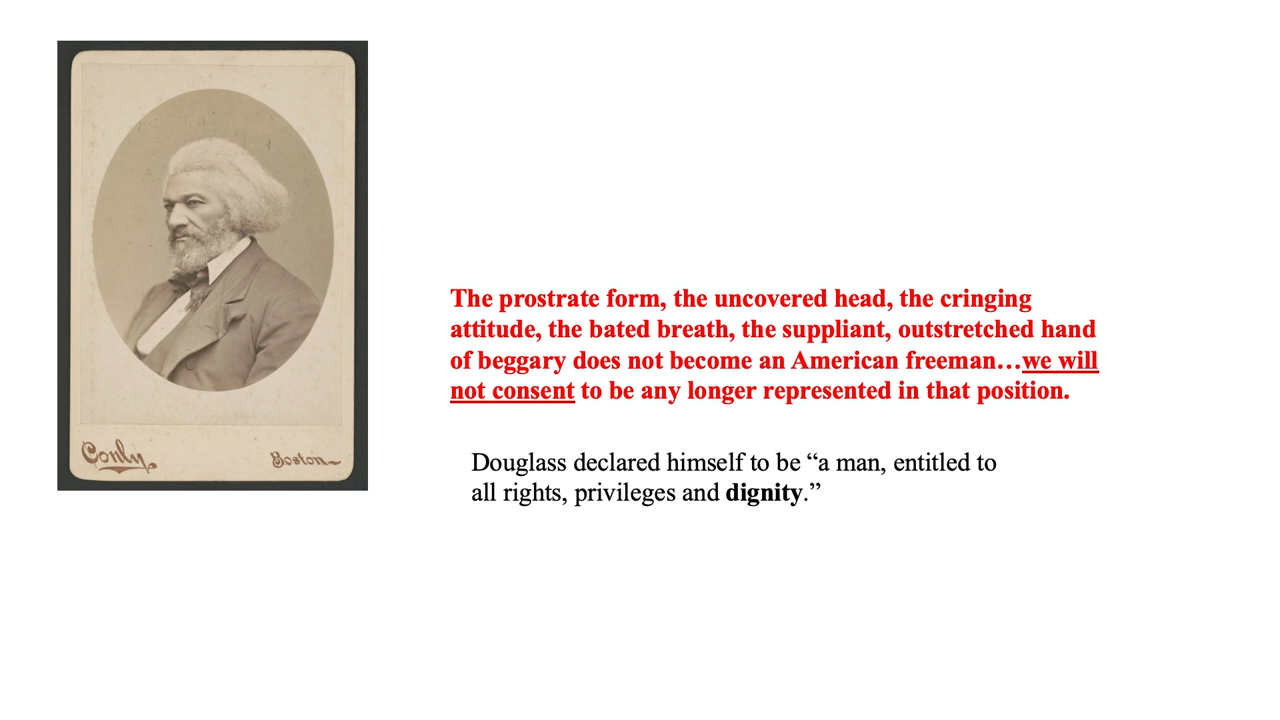 Conly
Boston
The prostrate form, the uncovered head, the cringing
attitude, the bated breath, the suppliant, outstretched hand
of beggary does not become an American freeman…we will
not consent to be any longer represented in that position.
Douglass declared himself to be “a man, entitled to
all rights, privileges and dignity.”